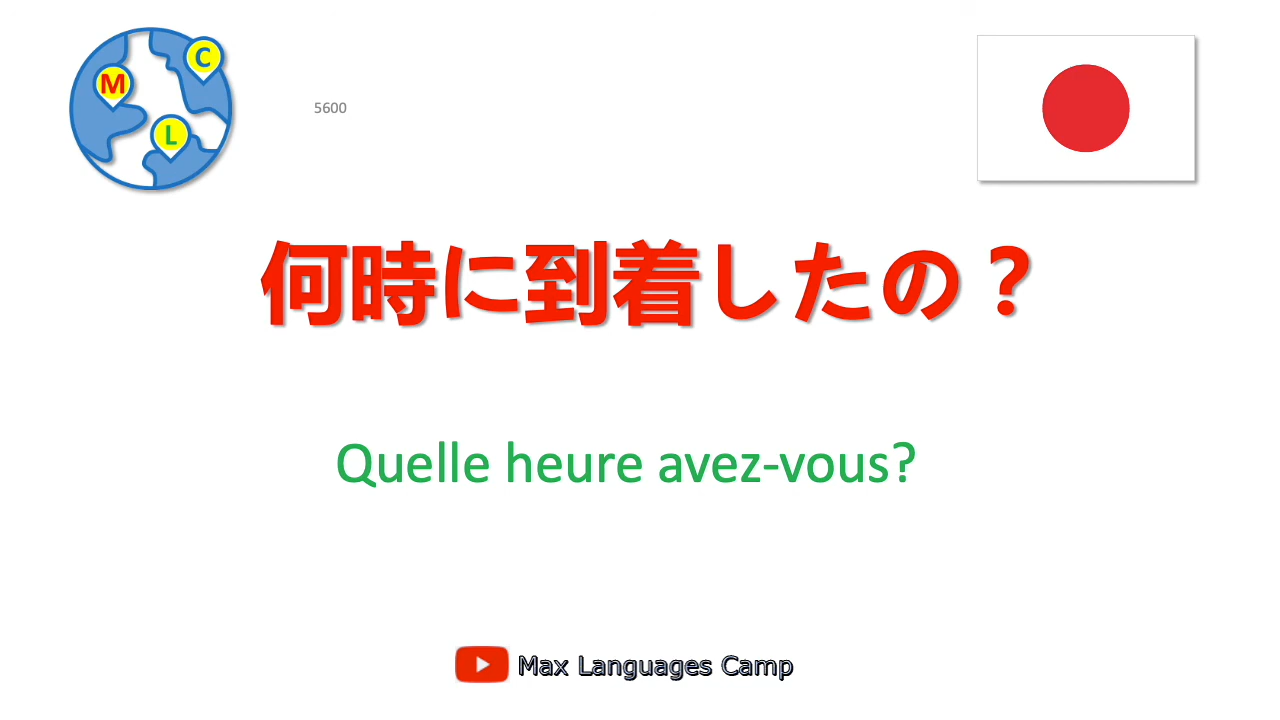 M
C
L
5600
何時に到着したの？
Quelle heure avez-vous?
Max Languages Camp